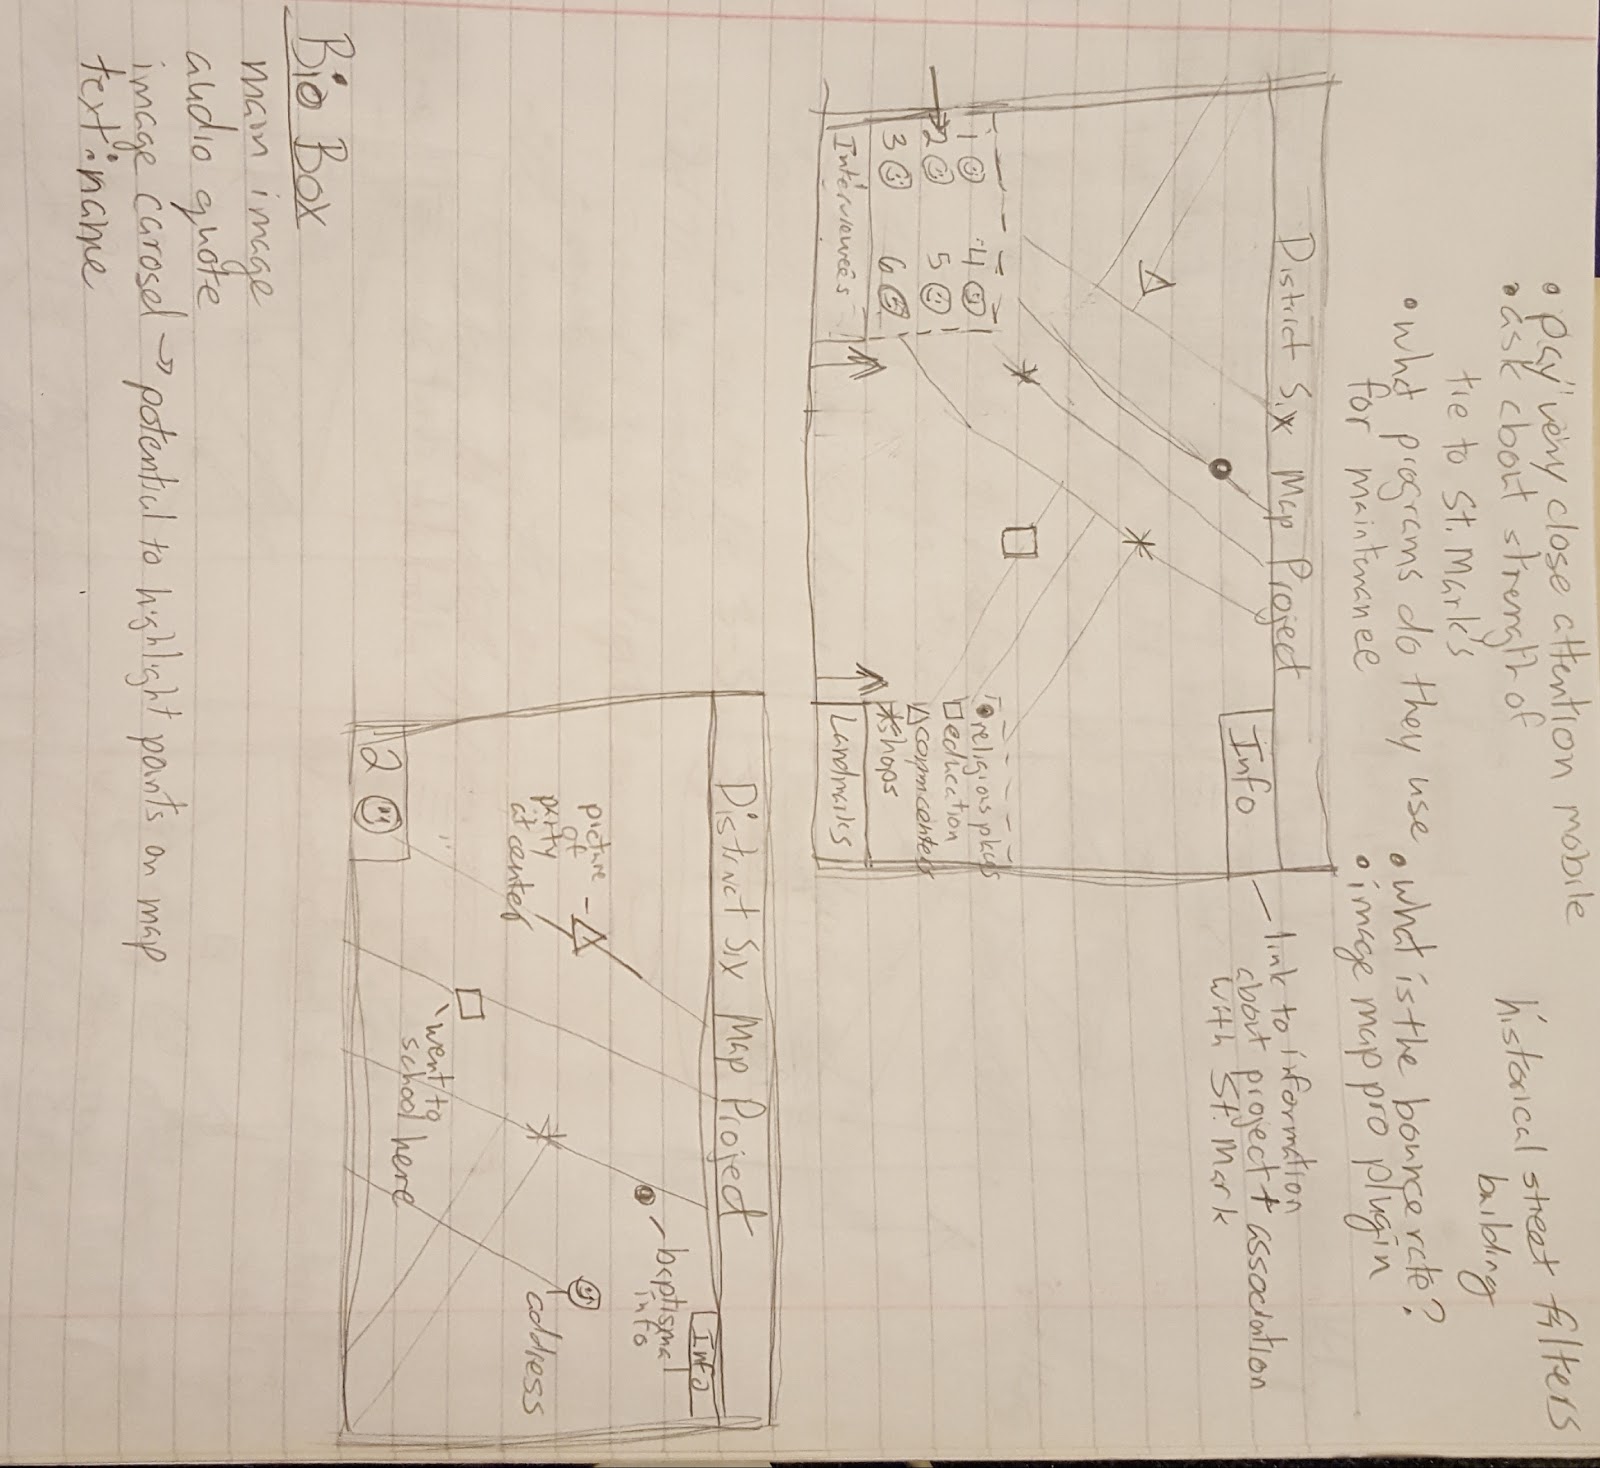 • pay very close attention mobile
• ask about strength of
tie to St. Mark's
• what programs do they use
for maintenance
historical street filters
building
• what is the bounce rate?
• image map pro plugin
District Six Map Project
Info
link to information
about project + association
with St. Mark
1 4
2 5
3 6
Interviewees
religious places
education
comm centers
shops
Landmarks
District Six Map Project
Info
baptismal
info
picture
of
party
at center
address
went to
school here
2
Bio Box
main image
audio quote
image carosel → potential to highlight points on map
text: name